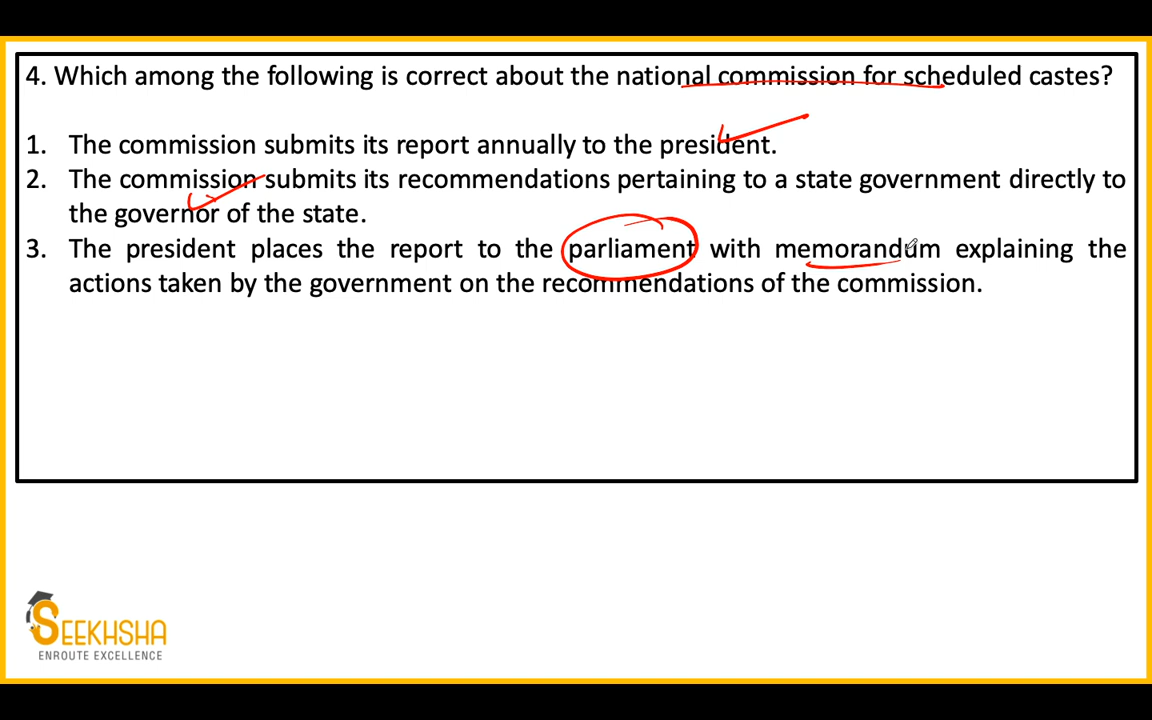 4. Which among the following is correct about the national commission for scheduled castes?
1. The commission submits its report annually to the president.
2. The commission submits its recommendations pertaining to a state government directly to
the governor of the state.
3. The president places the report to the parliament with memorandum explaining the
actions taken by the government on the recommendations of the commission.
SEEKHSHA
ENROUTE EXCELLENCE